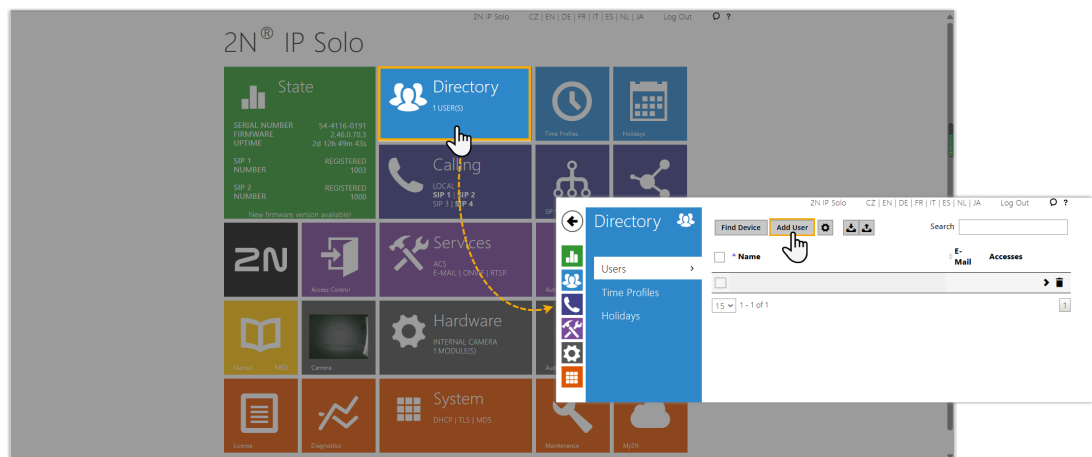 2N IP Solo CZ | EN | DE | FR | IT | ES | NL | JA Log Out ?
2N® IP Solo
State
SERIAL NUMBER 54-4116-0191
FIRMWARE 2.46.0.70.3
UPTIME 2d 12h 49m 43s
SIP 1 REGISTERED
NUMBER 1003
SIP 2 REGISTERED
NUMBER 1000
New firmware version available!
Directory
1 USER(S)
Time Profiles
Holidays
Calling
LOCAL
SIP 1 | SIP 2
SIP 3 | SIP 4
SIP
2N
Access Control
Services
ACS
E-MAIL | ONVIF | RTSP
Aut
Manual FAQ
Camera
Hardware
INTERNAL CAMERA
1 MODULE(S)
Aud
License
Diagnostics
System
DHCP | TLS | MD5
Maintenance
My2N
2N IP Solo CZ | EN | DE | FR | IT | ES | NL | JA Log Out ?
Directory
Users
Time Profiles
Holidays
Find Device Add User Search
Name E-Mail Accesses
15 1 - 1 of 1 1